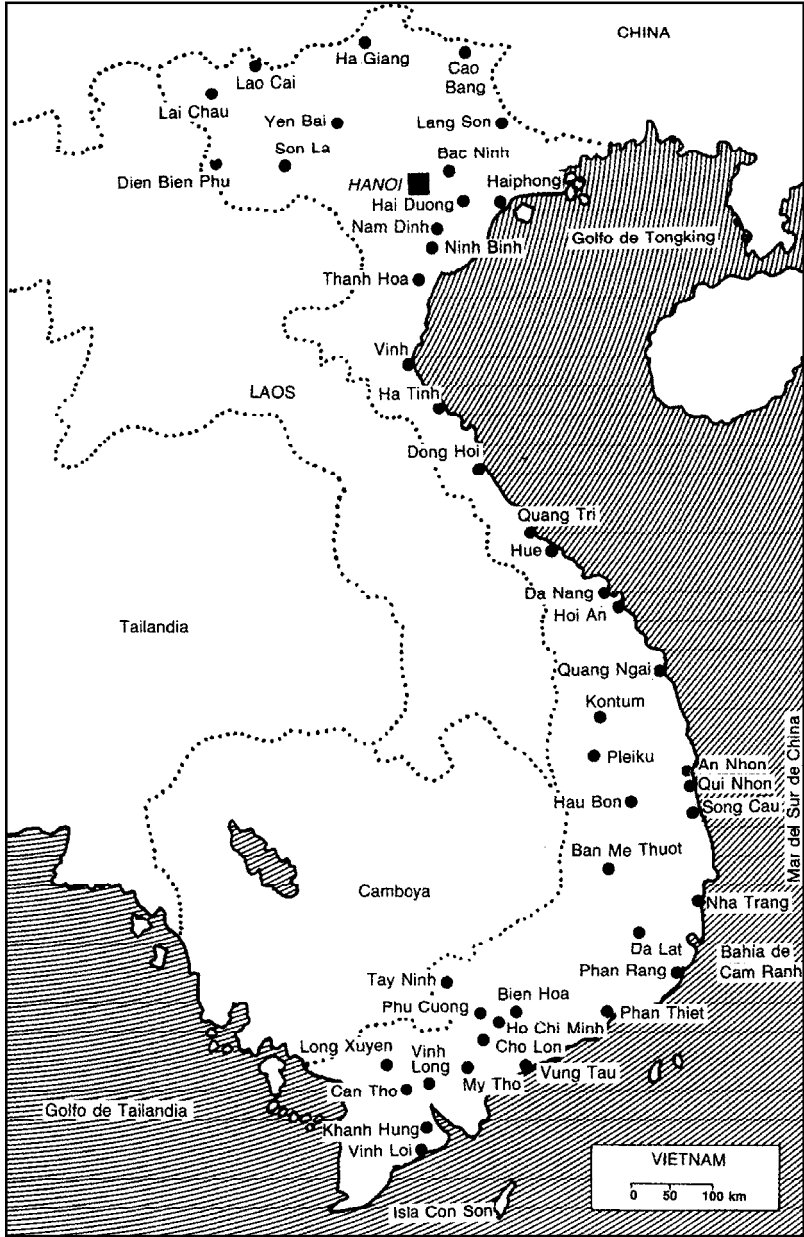 CHINA
Ha Giang
Cao
Bang
Lao Cai
Lai Chau
Yen Bai
Lang Son
Son La
Bac Ninh
Dien Bien Phu
HANOI
Haiphong
Hai Duong
Nam Dinh
Golfo de Tongking
Ninh Binh
Thanh Hoa
Vinh
LAOS
Ha Tinh
Dong Hoi
Quang Tri
Hue
Da Nang
Hoi An
Tailandia
Quang Ngai
Kontum
Mar del Sur de China
Pleiku
An Nhon
Qui Nhon
Hau Bon
Song Cau
Ban Me Thuot
Camboya
Nha Trang
Da Lat
Bahía de
Cam Ranh
Phan Rang
Tay Ninh
Bien Hoa
Phu Cuong
Phan Thiet
Ho Chi Minh
Cho Lon
Long Xuyen
Vinh
Long
My Tho
Vung Tau
Can Tho
Golfo de Tailandia
Khanh Hung
Vinh Loi
Isla Con Son
VIETNAM
0 50 100 km